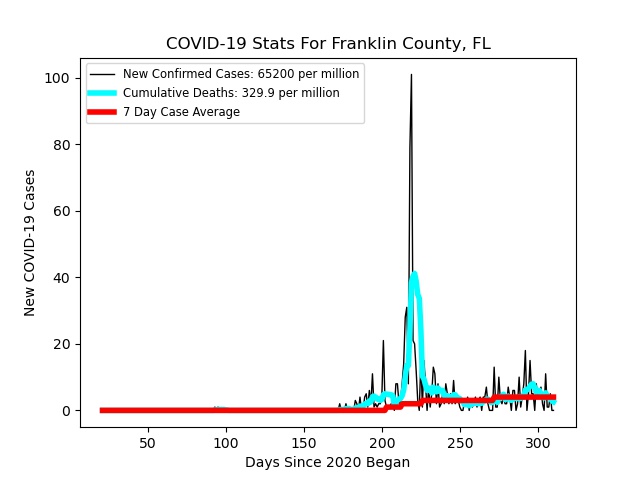 COVID-19 Stats For Franklin County, FL
New Confirmed Cases: 65200 per million
Cumulative Deaths: 329.9 per million
7 Day Case Average
New COVID-19 Cases
100
80
60
40
20
0
50 100 150 200 250 300
Days Since 2020 Began